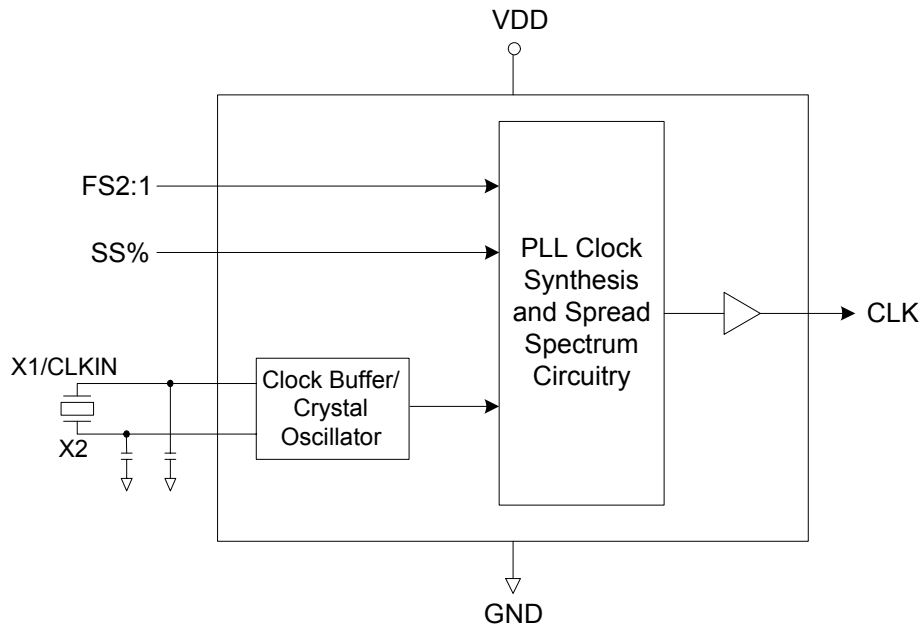 VDD
FS2:1
SS%
PLL Clock
Synthesis
and Spread
Spectrum
Circuitry
CLK
X1/CLKIN
X2
Clock Buffer/
Crystal
Oscillator
GND